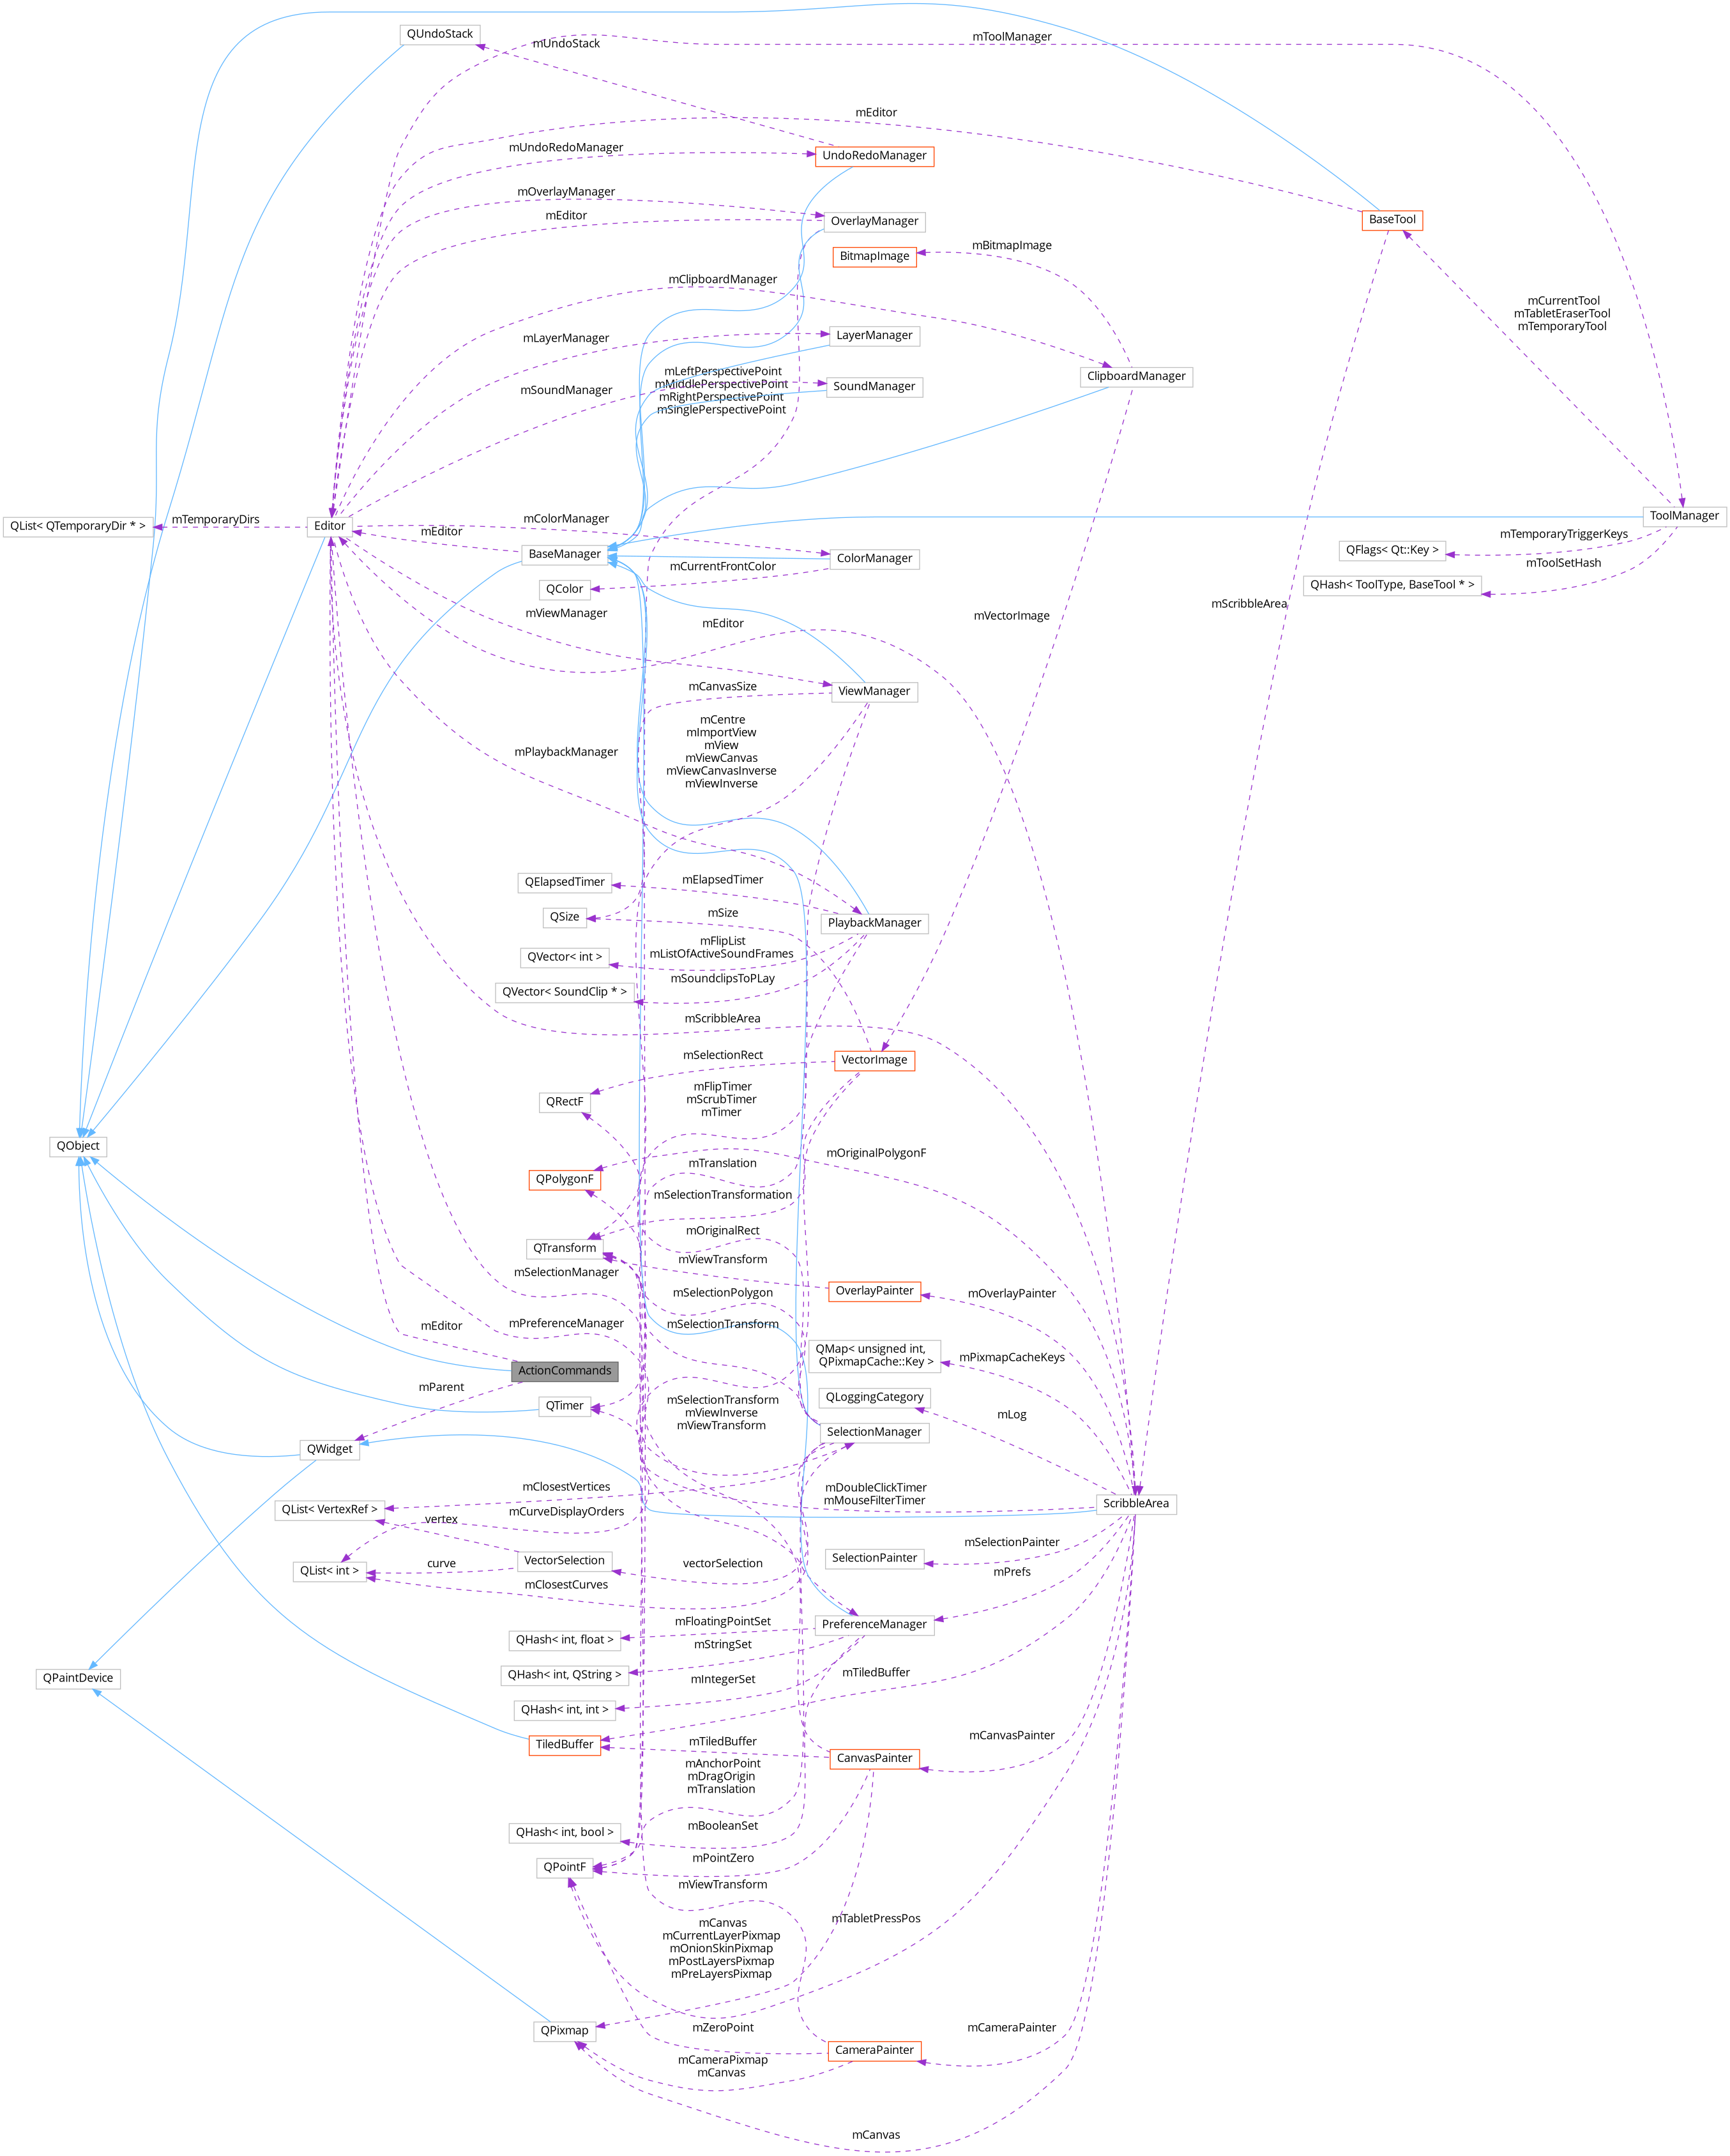 QUndoStack
mUndoStack
mToolManager
mEditor
mUndoRedoManager
UndoRedoManager
mOverlayManager
mEditor
OverlayManager
BaseTool
mBitmapImage
BitmapImage
mClipboardManager
mCurrentTool
mTabletEraserTool
mTemporaryTool
mLayerManager
LayerManager
mLeftPerspectivePoint
mMiddlePerspectivePoint
mRightPerspectivePoint
mSinglePerspectivePoint
mSoundManager
SoundManager
ClipboardManager
QList< QTemporaryDir * >
mTemporaryDirs
Editor
mColorManager
ToolManager
mEditor
BaseManager
ColorManager
mTemporaryTriggerKeys
QFlags< Qt::Key >
mCurrentFrontColor
QColor
mToolSetHash
QHash< ToolType, BaseTool * >
mViewManager
mVectorImage
mScribbleArea
mEditor
mCanvasSize
ViewManager
mCentre
mImportView
mView
mViewCanvas
mViewCanvasInverse
mViewInverse
mPlaybackManager
QElapsedTimer
mElapsedTimer
QSize
mSize
PlaybackManager
QVector< int >
mFlipList
mListOfActiveSoundFrames
QVector< SoundClip * >
mSoundclipsToPLay
mScribbleArea
mSelectionRect
VectorImage
QRectF
mFlipTimer
mScrubTimer
mTimer
QObject
mOriginalPolygonF
QPolygonF
mTranslation
mSelectionTransformation
mOriginalRect
QTransform
mViewTransform
mSelectionManager
mSelectionPolygon
OverlayPainter
mOverlayPainter
mEditor
mPreferenceManager
mSelectionTransform
QMap< unsigned int,
QPixmapCache::Key >
mPixmapCacheKeys
ActionCommands
mParent
QTimer
mSelectionTransform
mViewInverse
mViewTransform
QLoggingCategory
mLog
SelectionManager
QWidget
mClosestVertices
mDoubleClickTimer
mMouseFilterTimer
ScribbleArea
QList< VertexRef >
mCurveDisplayOrders
vertex
mSelectionPainter
SelectionPainter
QList< int >
curve
VectorSelection
vectorSelection
mClosestCurves
mPrefs
mFloatingPointSet
PreferenceManager
QHash< int, float >
mStringSet
QHash< int, QString >
mIntegerSet
mTiledBuffer
QPaintDevice
QHash< int, int >
mCanvasPainter
TiledBuffer
mTiledBuffer
CanvasPainter
mAnchorPoint
mDragOrigin
mTranslation
QHash< int, bool >
mBooleanSet
mPointZero
QPointF
mViewTransform
mTabletPressPos
mCanvas
mCurrentLayerPixmap
mOnionSkinPixmap
mPostLayersPixmap
mPreLayersPixmap
QPixmap
mZeroPoint
CameraPainter
mCameraPainter
mCameraPixmap
mCanvas
mCanvas